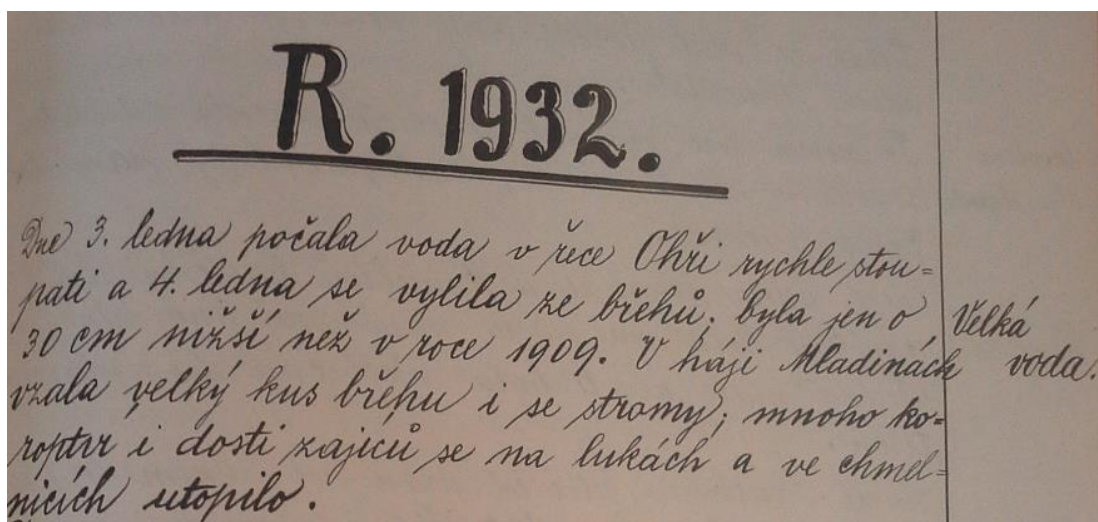 R. 1932.
Dne 3. ledna počala voda v řece Ohři rychle stou=
pati a 4. ledna se vylila ze břehů; byla jen o
30 cm nižší než v roce 1909. V háji Mladinách
vzala velký kus břehu i se stromy; mnoho ko=
roptví i dosti zajíců se na lukách a ve chmel=
nicích utopilo.
Velká
voda.